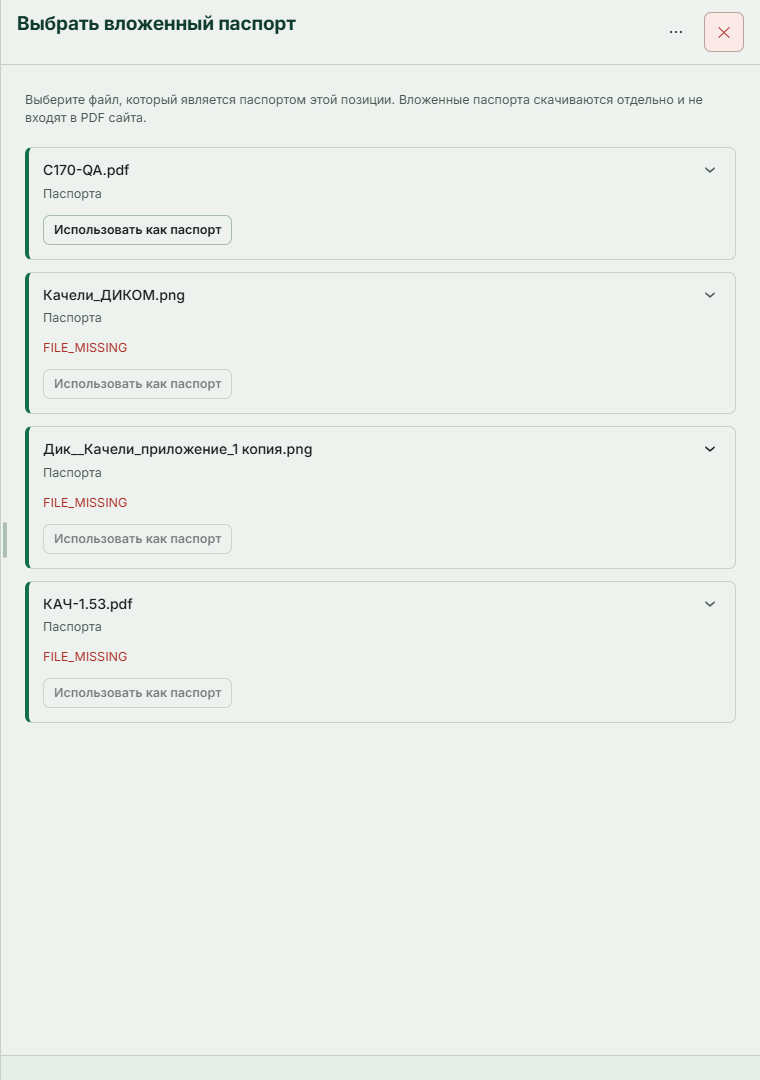 Выбрать вложенный паспорт
...
Выберите файл, который является паспортом этой позиции. Вложенные паспорта скачиваются отдельно и не
входят в PDF сайта.
C170-QA.pdf
Паспорта
Использовать как паспорт
Качели_ДИКОМ.png
Паспорта
FILE_MISSING
Использовать как паспорт
Дик__Качели_приложение_1 копия.png
Паспорта
FILE_MISSING
Использовать как паспорт
КАЧ-1.53.pdf
Паспорта
FILE_MISSING
Использовать как паспорт